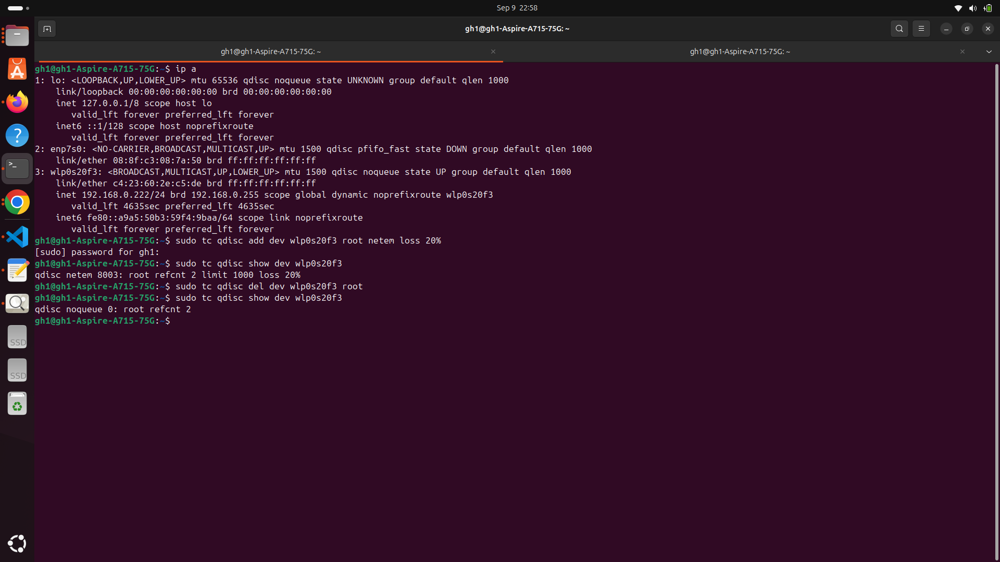 Sep 9 22:58
gh1@gh1-Aspire-A715-75G: ~
gh1@gh1-Aspire-A715-75G: ~
gh1@gh1-Aspire-A715-75G: ~
gh1@gh1-Aspire-A715-75G:~$ ip a
1: lo: <LOOPBACK,UP,LOWER_UP> mtu 65536 qdisc noqueue state UNKNOWN group default qlen 1000
    link/loopback 00:00:00:00:00:00 brd 00:00:00:00:00:00
    inet 127.0.0.1/8 scope host lo
       valid_lft forever preferred_lft forever
    inet6 ::1/128 scope host noprefixroute
       valid_lft forever preferred_lft forever
2: enp7s0: <NO-CARRIER,BROADCAST,MULTICAST,UP> mtu 1500 qdisc pfifo_fast state DOWN group default qlen 1000
    link/ether 08:8f:c3:08:7a:50 brd ff:ff:ff:ff:ff:ff
3: wlp0s20f3: <BROADCAST,MULTICAST,UP,LOWER_UP> mtu 1500 qdisc noqueue state UP group default qlen 1000
    link/ether c4:23:60:2e:c5:de brd ff:ff:ff:ff:ff:ff
    inet 192.168.0.222/24 brd 192.168.0.255 scope global dynamic noprefixroute wlp0s20f3
       valid_lft 4635sec preferred_lft 4635sec
    inet6 fe80::a9a5:50b3:59f4:9baa/64 scope link noprefixroute
       valid_lft forever preferred_lft forever
gh1@gh1-Aspire-A715-75G:~$ sudo tc qdisc add dev wlp0s20f3 root netem loss 20%
[sudo] password for gh1:
gh1@gh1-Aspire-A715-75G:~$ sudo tc qdisc show dev wlp0s20f3
qdisc netem 8003: root refcnt 2 limit 1000 loss 20%
gh1@gh1-Aspire-A715-75G:~$ sudo tc qdisc del dev wlp0s20f3 root
gh1@gh1-Aspire-A715-75G:~$ sudo tc qdisc show dev wlp0s20f3
qdisc noqueue 0: root refcnt 2
gh1@gh1-Aspire-A715-75G:~$
SSD
SSD